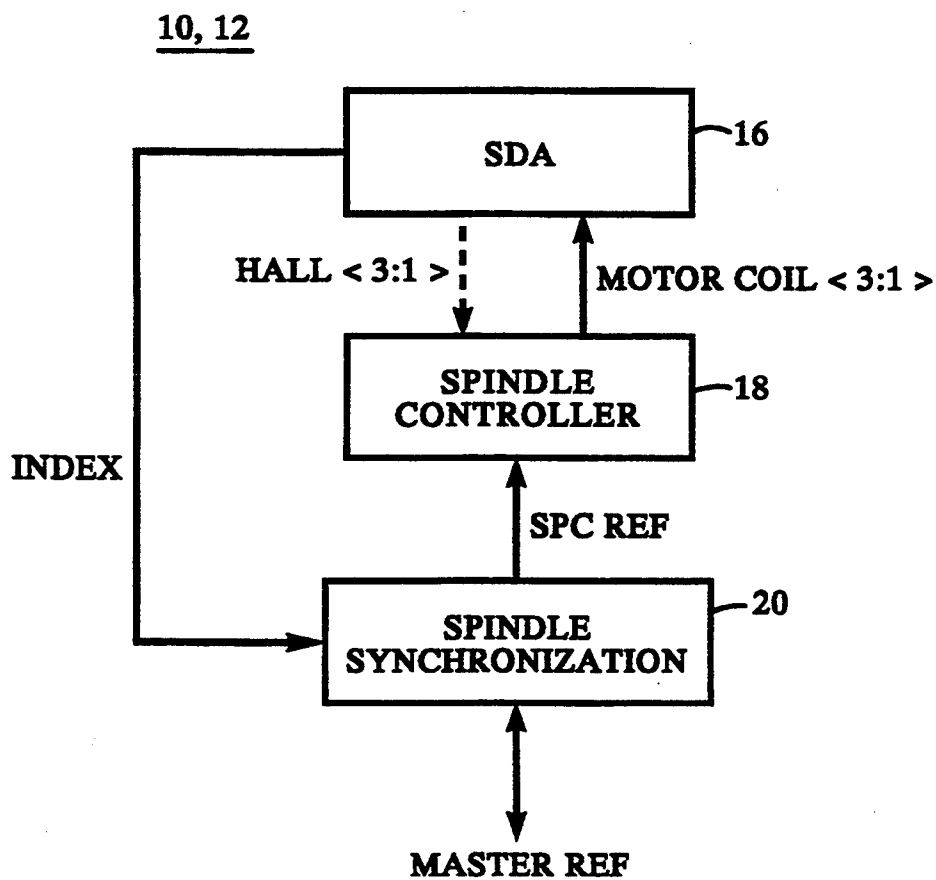 10, 12
SDA
16
HALL < 3:1 >
MOTOR COIL < 3:1 >
SPINDLE
CONTROLLER
18
INDEX
SPC REF
SPINDLE
SYNCHRONIZATION
20
MASTER REF